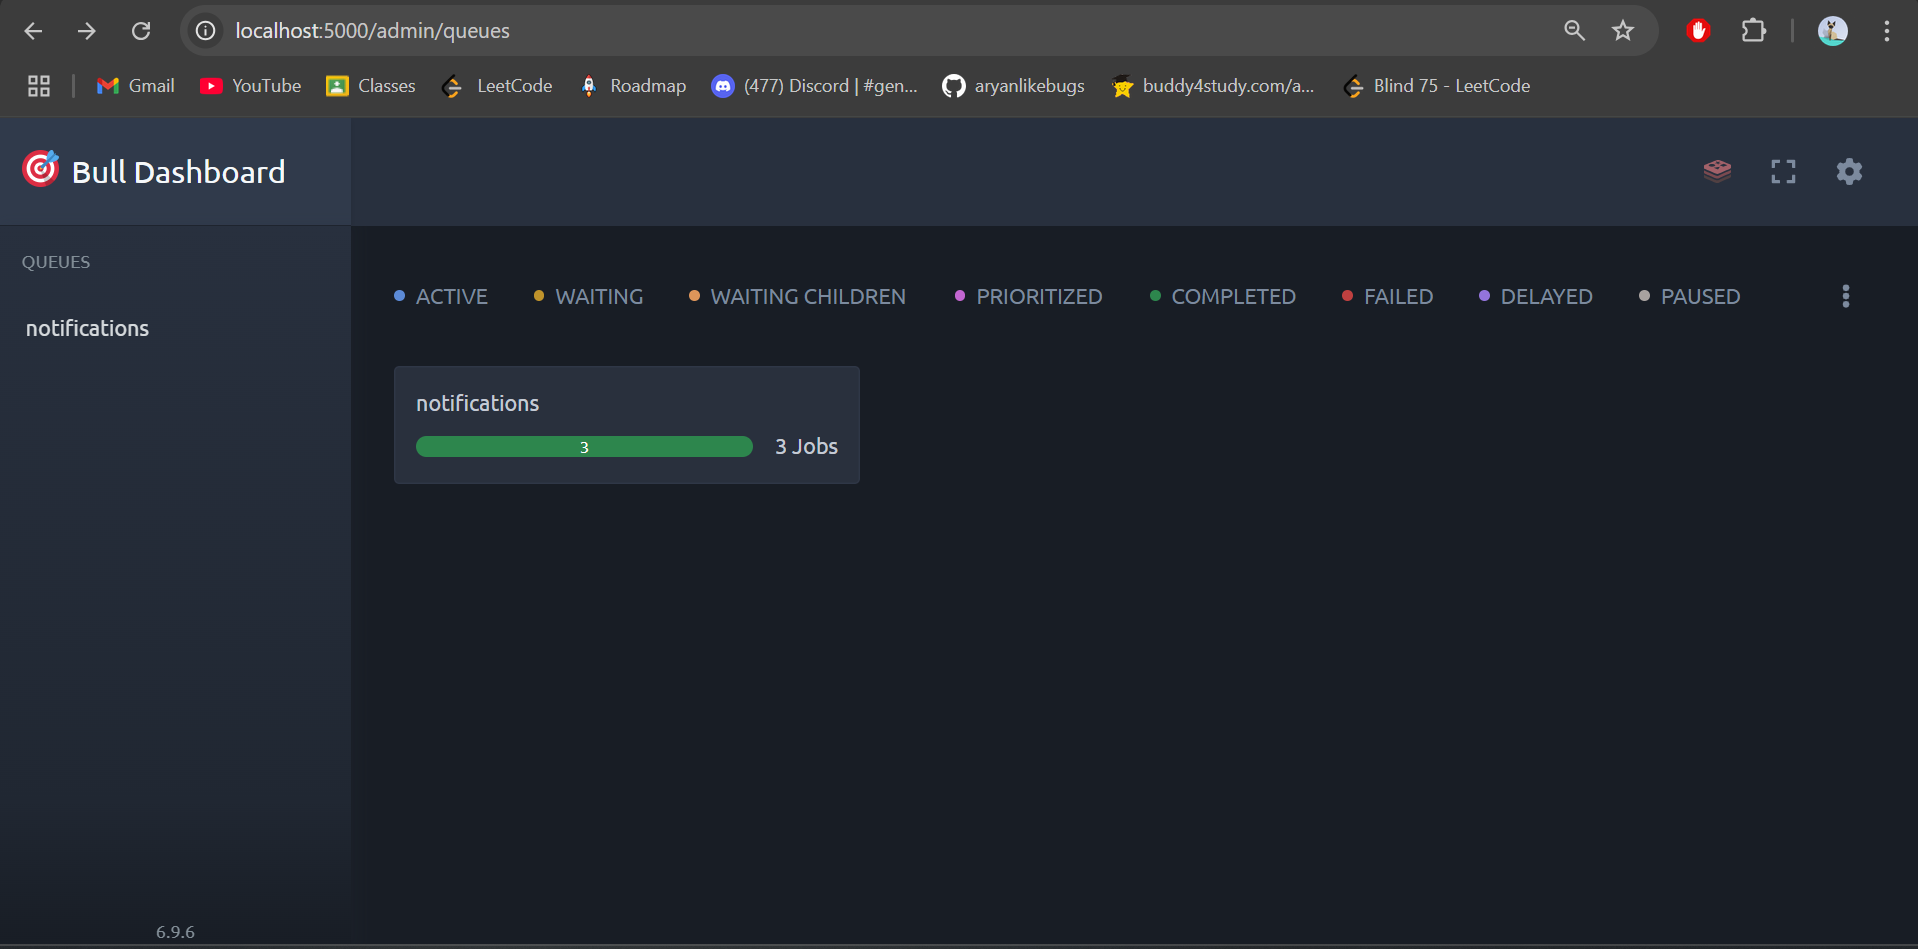 localhost:5000/admin/queues
Gmail YouTube Classes LeetCode Roadmap (477) Discord | #gen... aryanlikebugs buddy4study.com/a... Blind 75 - LeetCode
Bull Dashboard
QUEUES
notifications
ACTIVE WAITING WAITING CHILDREN PRIORITIZED COMPLETED FAILED DELAYED PAUSED
notifications
3 3 Jobs
6.9.6